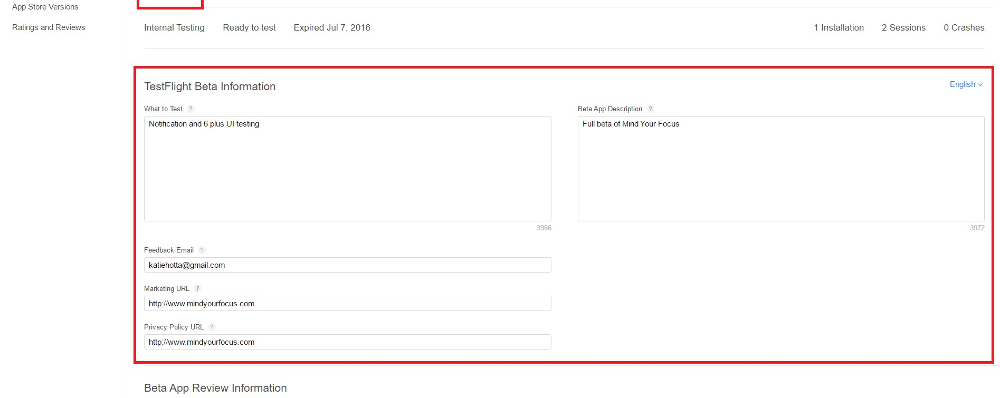 App Store Versions
Ratings and Reviews
Internal Testing Ready to test Expired Jul 7, 2016 1 Installation 2 Sessions 0 Crashes
TestFlight Beta Information
English
What to Test ?
Notification and 6 plus UI testing
3966
Beta App Description ?
Full beta of Mind Your Focus
3972
Feedback Email ?
katiehotta@gmail.com
Marketing URL ?
http://www.mindyourfocus.com
Privacy Policy URL ?
http://www.mindyourfocus.com
Beta App Review Information